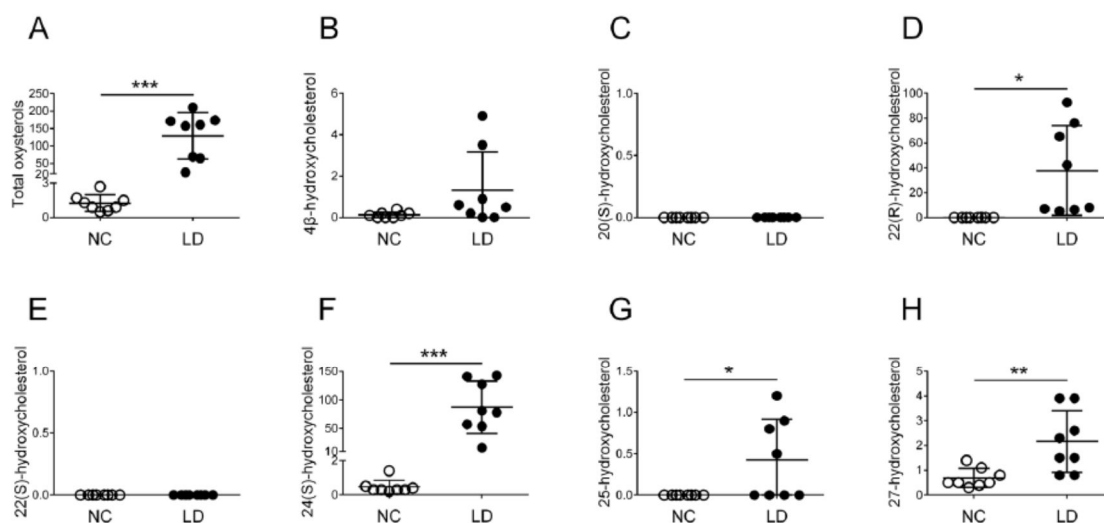 A
Total oxysterols
250
200
150
100
50
20
3
0
***
NC LD
B
4β-hydroxycholesterol
6
4
2
0
NC LD
C
20(S)-hydroxycholesterol
1.0
0.5
0.0
NC LD
D
22(R)-hydroxycholesterol
100
80
60
40
20
0
*
NC LD
E
22(S)-hydroxycholesterol
1.0
0.5
0.0
NC LD
F
24(S)-hydroxycholesterol
150
100
50
10
2
0
***
NC LD
G
25-hydroxycholesterol
1.5
1.0
0.5
0.0
*
NC LD
H
27-hydroxycholesterol
5
4
3
2
1
0
**
NC LD